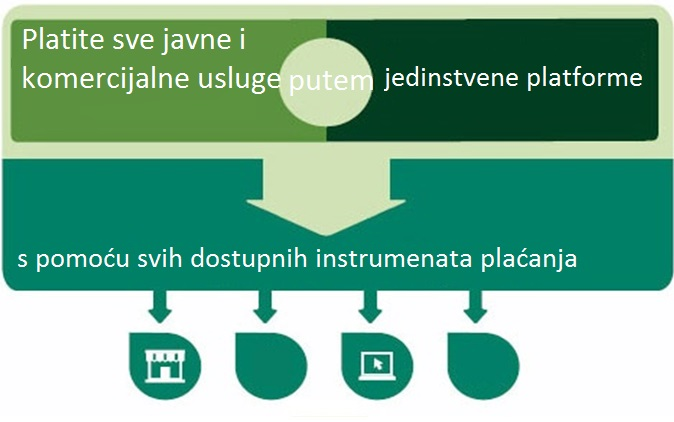 Platite sve javne i
komercijalne usluge putem jedinstvene platforme
s pomoću svih dostupnih instrumenata plaćanja